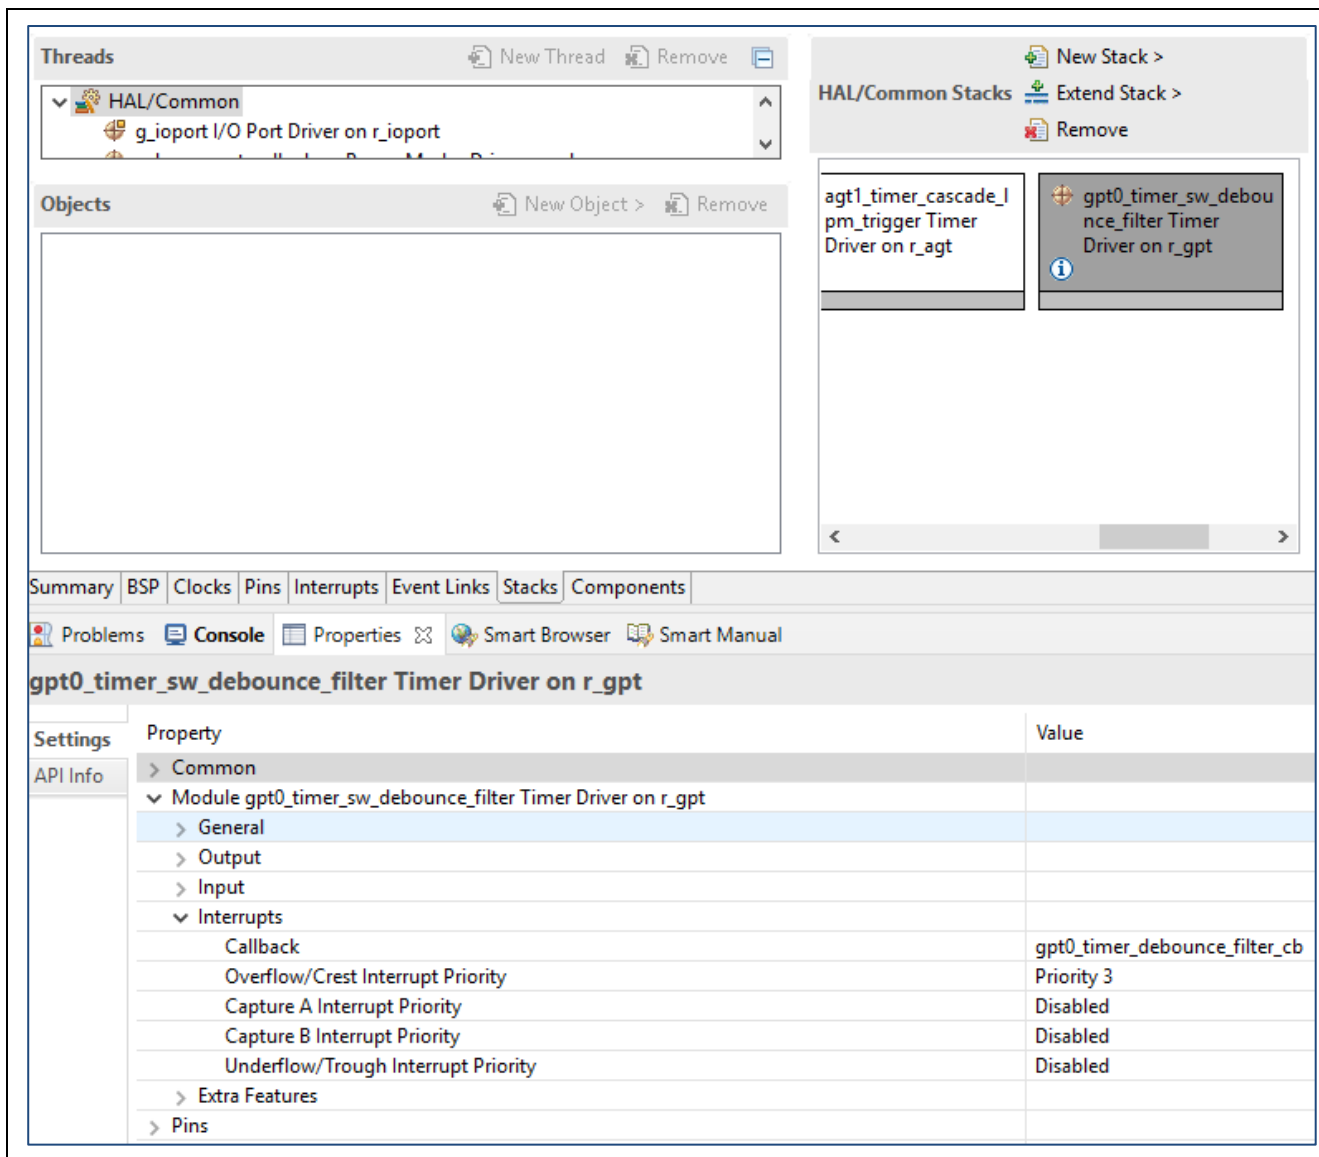 Threads
New Thread
Remove
HAL/Common
g_ioport I/O Port Driver on r_ioport
Objects
New Object >
Remove
HAL/Common Stacks
New Stack >
Extend Stack >
Remove
agt1_timer_cascade_l
pm_trigger Timer
Driver on r_agt
gpt0_timer_sw_debou
nce_filter Timer
Driver on r_gpt
Summary BSP Clocks Pins Interrupts Event Links Stacks Components
Problems Console Properties Smart Browser Smart Manual
gpt0_timer_sw_debounce_filter Timer Driver on r_gpt
Settings
API Info
Property Value
Common
Module gpt0_timer_sw_debounce_filter Timer Driver on r_gpt
General
Output
Input
Interrupts
Callback gpt0_timer_debounce_filter_cb
Overflow/Crest Interrupt Priority Priority 3
Capture A Interrupt Priority Disabled
Capture B Interrupt Priority Disabled
Underflow/Trough Interrupt Priority Disabled
Extra Features
Pins